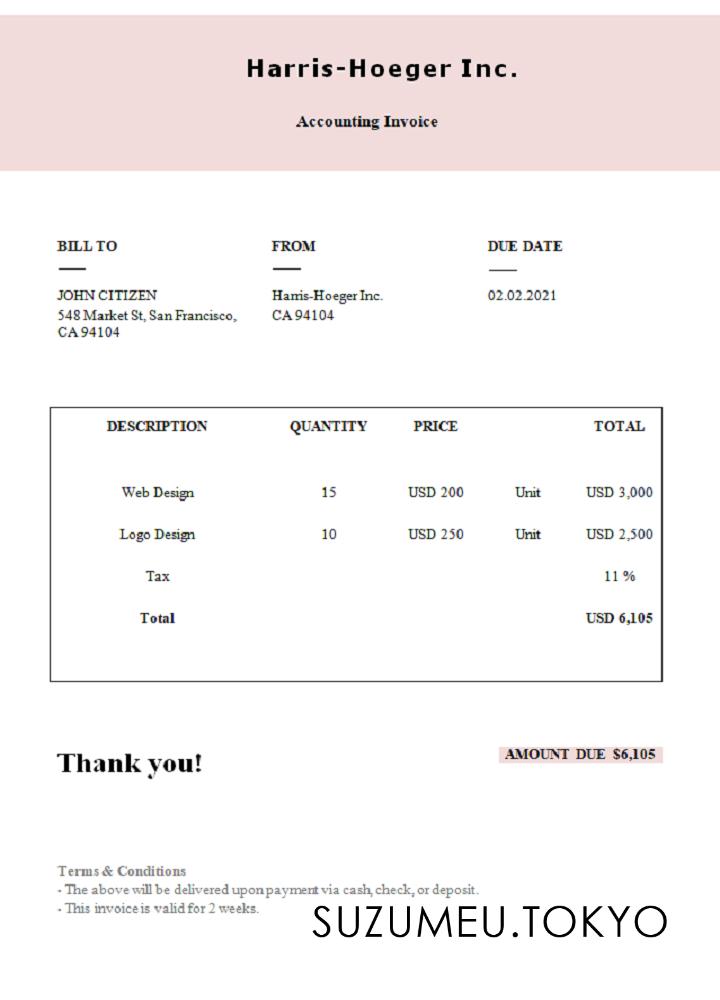 Harris-Hoeger Inc.
Accounting Invoice
BILL TO
JOHN CITIZEN
548 Market St, San Francisco,
CA 94104
FROM
Harris-Hoeger Inc.
CA 94104
DUE DATE
02.02.2021
DESCRIPTION QUANTITY PRICE TOTAL
Web Design 15 USD 200 Unit USD 3,000
Logo Design 10 USD 250 Unit USD 2,500
Tax 11 %
Total USD 6,105
Thank you!
AMOUNT DUE $6,105
Terms & Conditions
- The above will be delivered upon payment via cash, check, or deposit.
- This invoice is valid for 2 weeks.
SUZUMEU.TOKYO